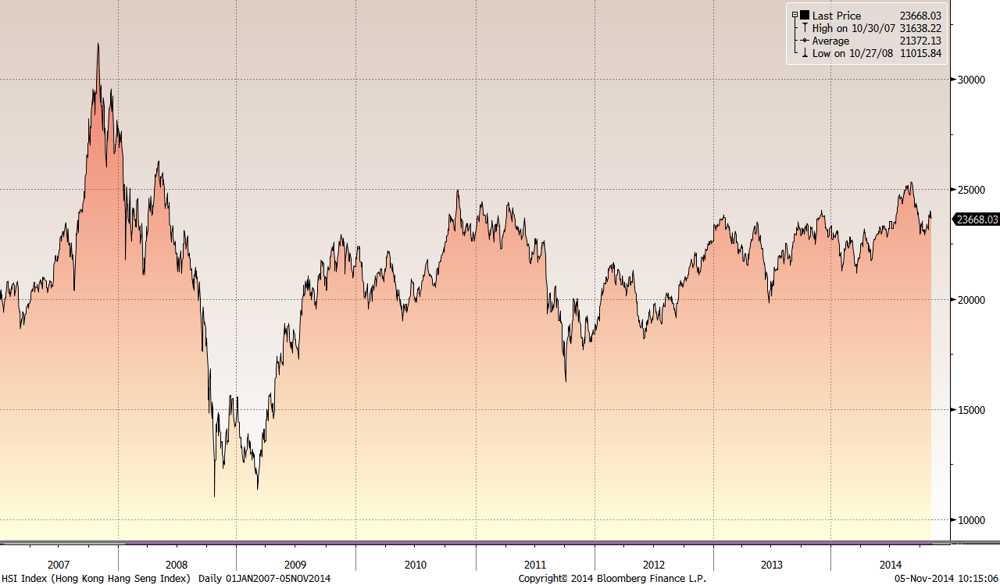 Last Price 23668.03
High on 10/30/07 31638.22
Average 21372.13
Low on 10/27/08 11015.84
30000
25000
23668.03
20000
15000
10000
2007 2008 2009 2010 2011 2012 2013 2014
HSI Index (Hong Kong Hang Seng Index) Daily 01JAN2007-05NOV2014 Copyright© 2014 Bloomberg Finance L.P. 05-Nov-2014 10:15:06